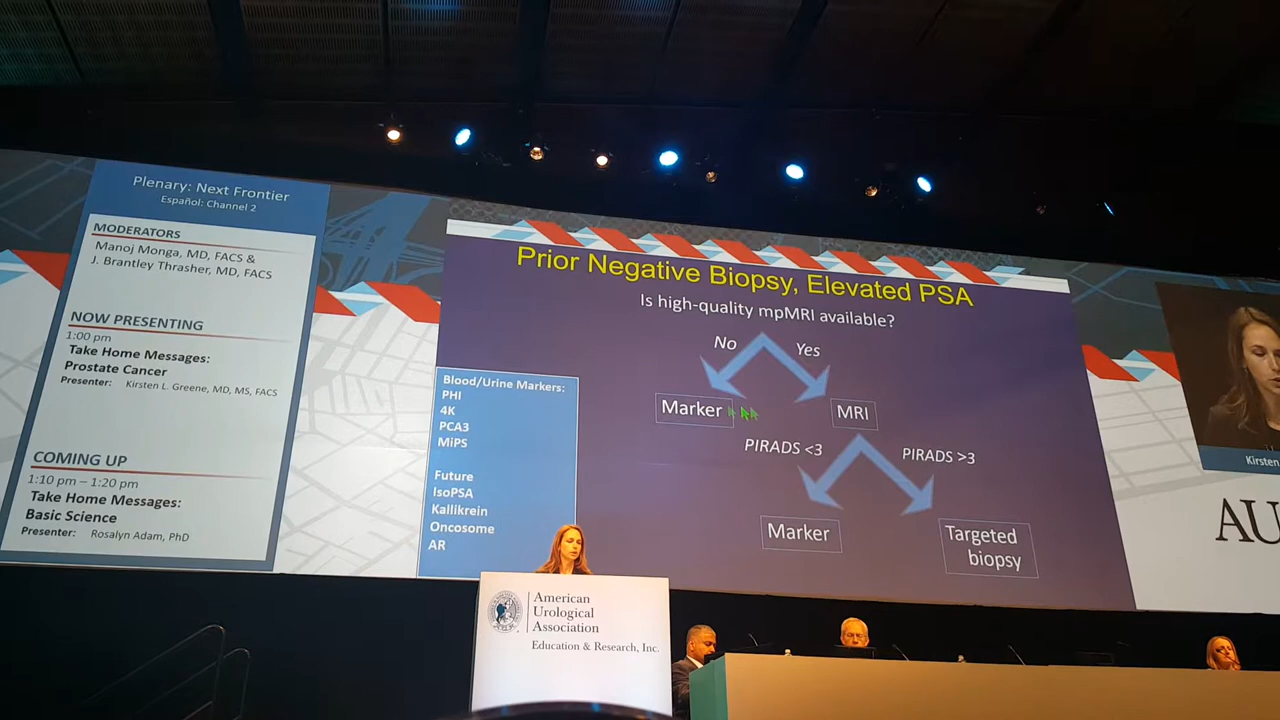 Plenary: Next Frontier
Español: Channel 2
MODERATORS
Manoj Monga, MD, FACS &
J. Brantley Thrasher, MD, FACS
NOW PRESENTING
1:00 pm
Take Home Messages:
Prostate Cancer
Presenter: Kirsten L. Greene, MD, MS, FACS
COMING UP
1:10 pm – 1:20 pm
Take Home Messages:
Basic Science
Presenter: Rosalyn Adam, PhD
Prior Negative Biopsy, Elevated PSA
Is high-quality mpMRI available?
No
Yes
Marker
MRI
PIRADS <3
PIRADS >3
Marker
Targeted
biopsy
Blood/Urine Markers:
PHI
4K
PCA3
MiPS
Future
IsoPSA
Kallikrein
Oncosome
AR
Kirsten
AU
American
Urological
Association
Education & Research, Inc.